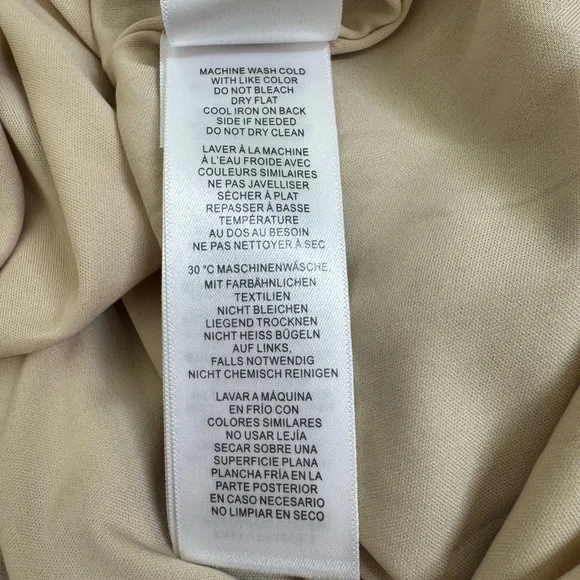 MACHINE WASH COLD
WITH LIKE COLOR
DO NOT BLEACH
DRY FLAT
COOL IRON ON BACK
SIDE IF NEEDED
DO NOT DRY CLEAN
LAVER À LA MACHINE
À L'EAU FROIDE AVEC
COULEURS SIMILAIRES
NE PAS JAVELLISER
SÉCHER À PLAT
REPASSER À BASSE
TEMPÉRATURE
AU DOS AU BESOIN
NE PAS NETTOYER À SEC
30 °C MASCHINENWÄSCHE,
MIT FARBÄHNLICHEN
TEXTILIEN
NICHT BLEICHEN
LIEGEND TROCKNEN
NICHT HEISS BÜGELN
AUF LINKS,
FALLS NOTWENDIG
NICHT CHEMISCH REINIGEN
LAVAR A MÁQUINA
EN FRÍO CON
COLORES SIMILARES
NO USAR LEJÍA
SECAR SOBRE UNA
SUPERFICIE PLANA
PLANCHA FRÍA EN LA
PARTE POSTERIOR
EN CASO NECESARIO
NO LIMPIAR EN SECO